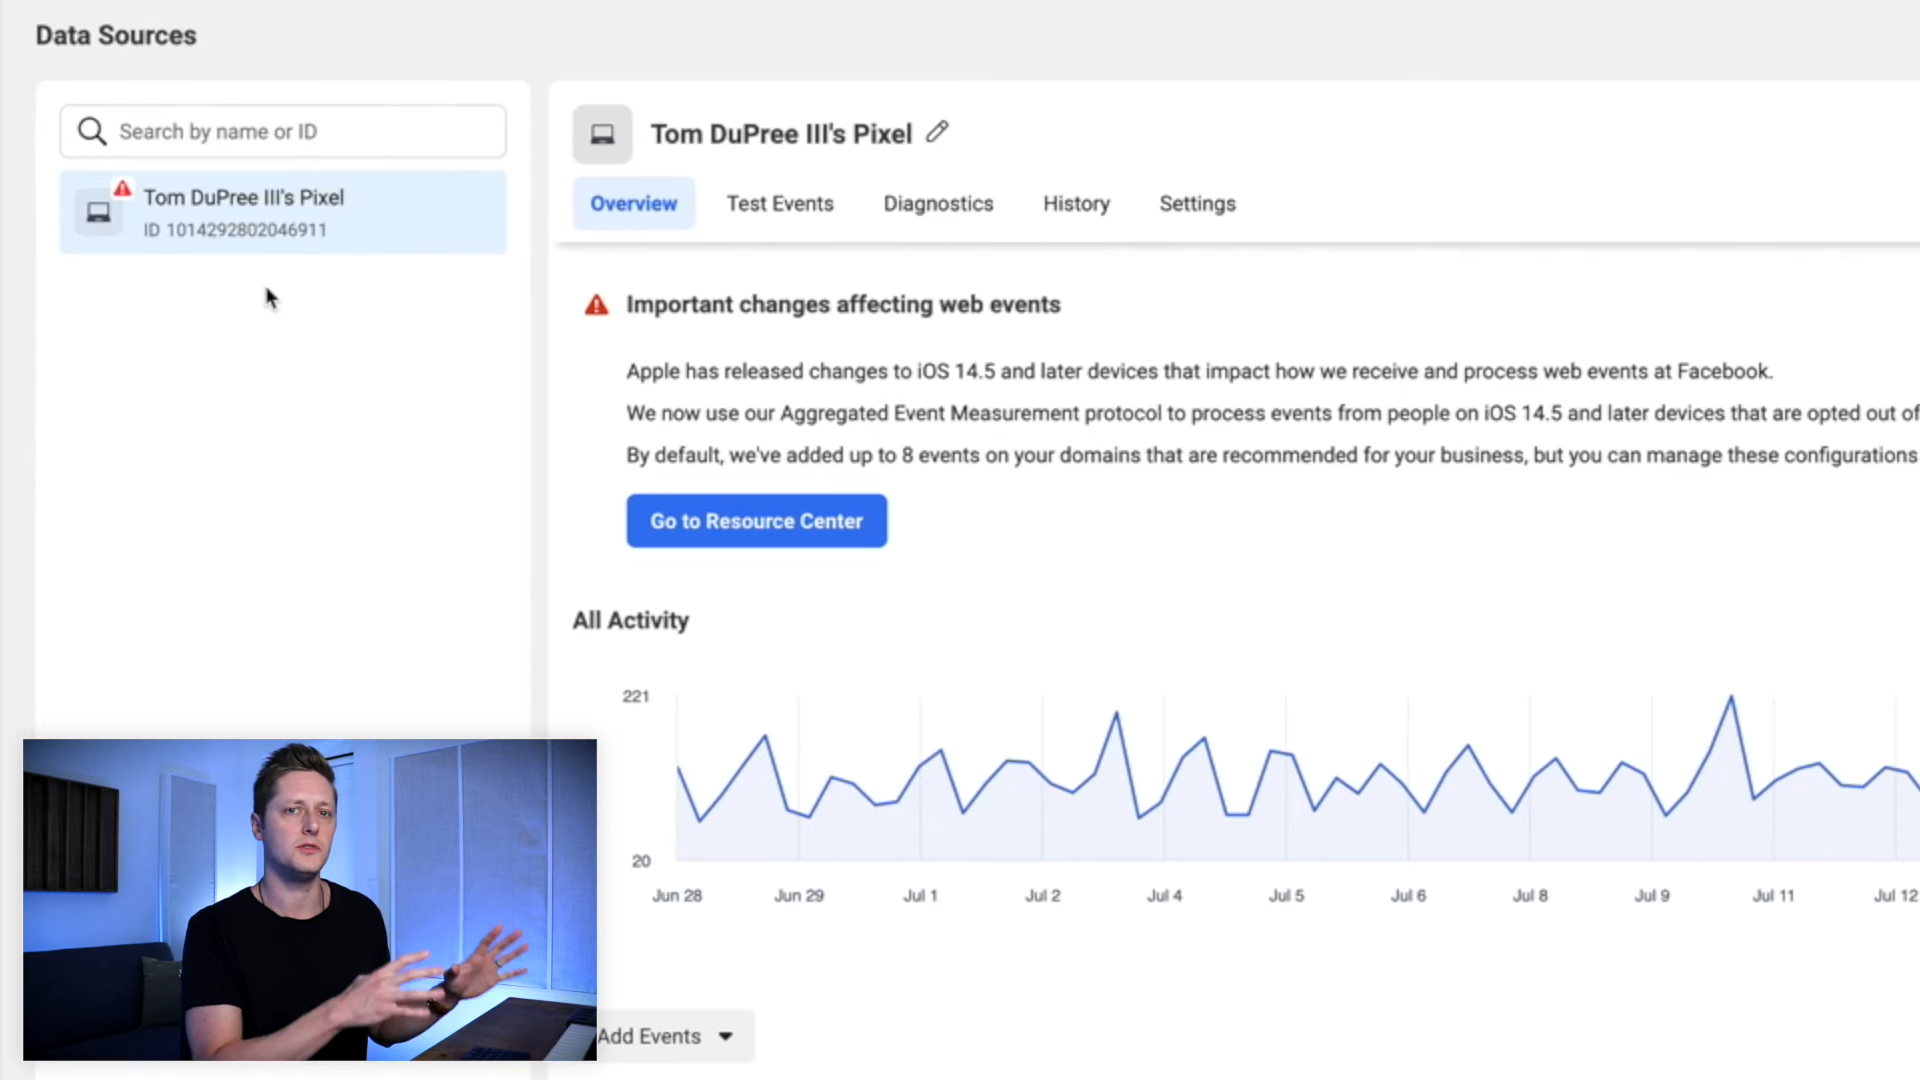 Data Sources
Search by name or ID
Tom DuPree III's Pixel
ID 1014292802046911
Tom DuPree III's Pixel
Overview
Test Events
Diagnostics
History
Settings
Important changes affecting web events
Apple has released changes to iOS 14.5 and later devices that impact how we receive and process web events at Facebook.
We now use our Aggregated Event Measurement protocol to process events from people on iOS 14.5 and later devices that are opted out of
By default, we've added up to 8 events on your domains that are recommended for your business, but you can manage these configurations
Go to Resource Center
All Activity
221
20
Jun 28
Jun 29
Jul 1
Jul 2
Jul 4
Jul 5
Jul 6
Jul 8
Jul 9
Jul 11
Jul 12
Add Events